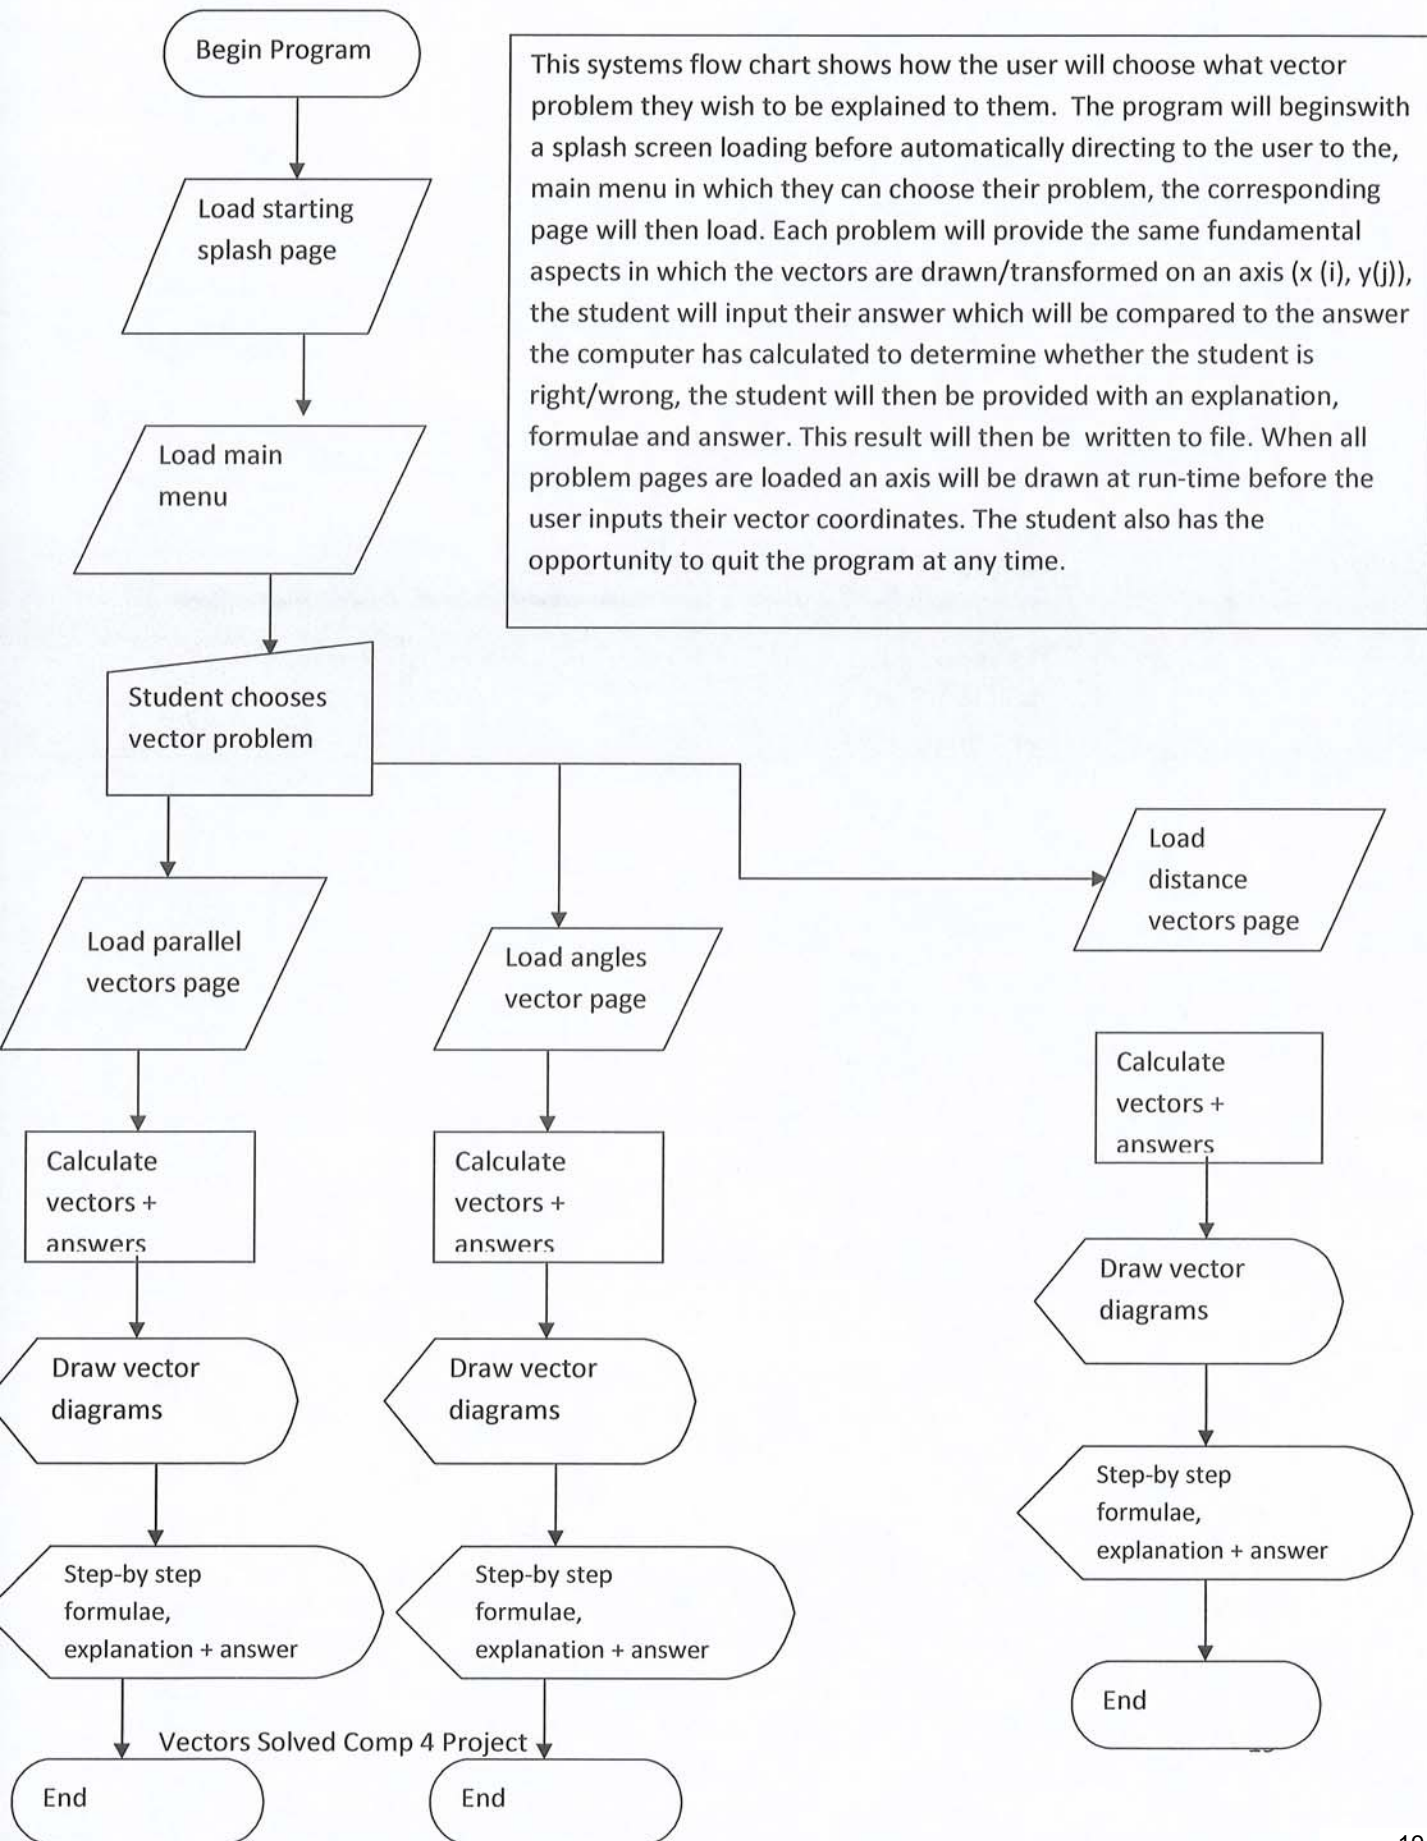 Begin Program
This systems flow chart shows how the user will choose what vector
problem they wish to be explained to them.  The program will beginswith
a splash screen loading before automatically directing to the user to the,
main menu in which they can choose their problem, the corresponding
page will then load. Each problem will provide the same fundamental
aspects in which the vectors are drawn/transformed on an axis (x (i), y(j)),
the student will input their answer which will be compared to the answer
the computer has calculated to determine whether the student is
right/wrong, the student will then be provided with an explanation,
formulae and answer. This result will then be  written to file. When all
problem pages are loaded an axis will be drawn at run-time before the
user inputs their vector coordinates. The student also has the
opportunity to quit the program at any time.
Load starting
splash page
Load main
menu
Student chooses
vector problem
Load parallel
vectors page
Calculate
vectors +
answers
Draw vector
diagrams
Step-by step
formulae,
explanation + answer
End
Load angles
vector page
Calculate
vectors +
answers
Draw vector
diagrams
Step-by step
formulae,
explanation + answer
End
Load
distance
vectors page
Calculate
vectors +
answers
Draw vector
diagrams
Step-by step
formulae,
explanation + answer
End
Vectors Solved Comp 4 Project